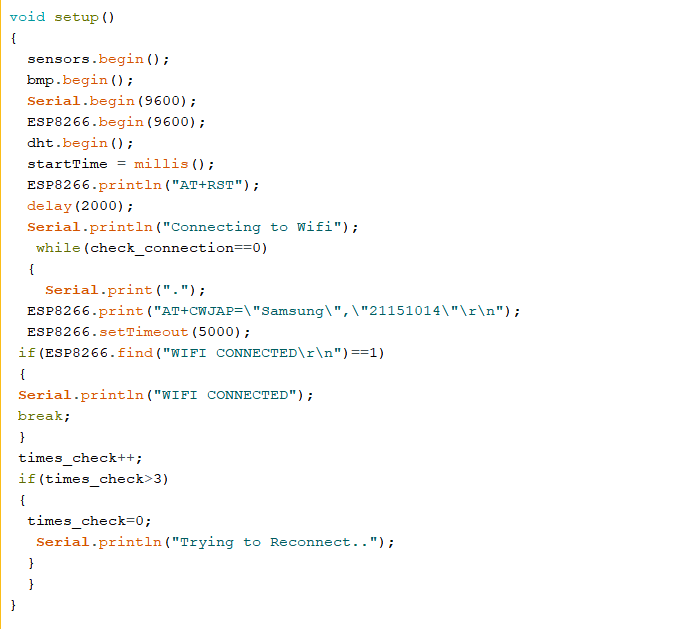 void setup()
{
  sensors.begin();
  bmp.begin();
  Serial.begin(9600);
  ESP8266.begin(9600);
  dht.begin();
  startTime = millis();
  ESP8266.println("AT+RST");
  delay(2000);
  Serial.println("Connecting to Wifi");
   while(check_connection==0)
  {
    Serial.print(".");
  ESP8266.print("AT+CWJAP=\"Samsung\",\"21151014\"\r\n");
  ESP8266.setTimeout(5000);
 if(ESP8266.find("WIFI CONNECTED\r\n")==1)
 {
 Serial.println("WIFI CONNECTED");
 break;
 }
 times_check++;
 if(times_check>3)
 {
  times_check=0;
   Serial.println("Trying to Reconnect..");
  }
  }
}